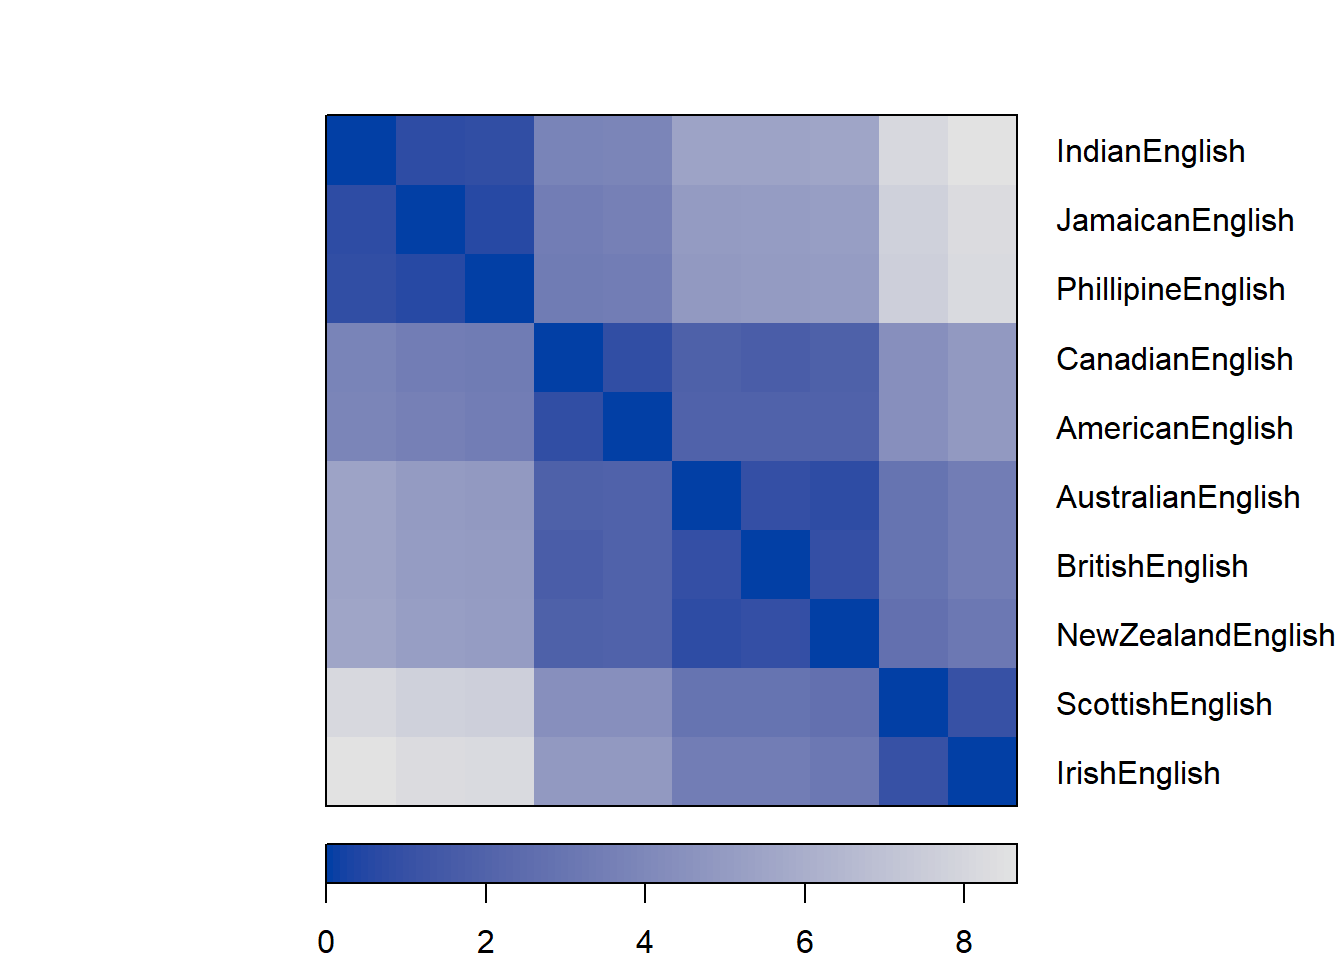 IndianEnglish
JamaicanEnglish
PhillipineEnglish
CanadianEnglish
AmericanEnglish
AustralianEnglish
BritishEnglish
NewZealandEnglish
ScottishEnglish
IrishEnglish
0 2 4 6 8